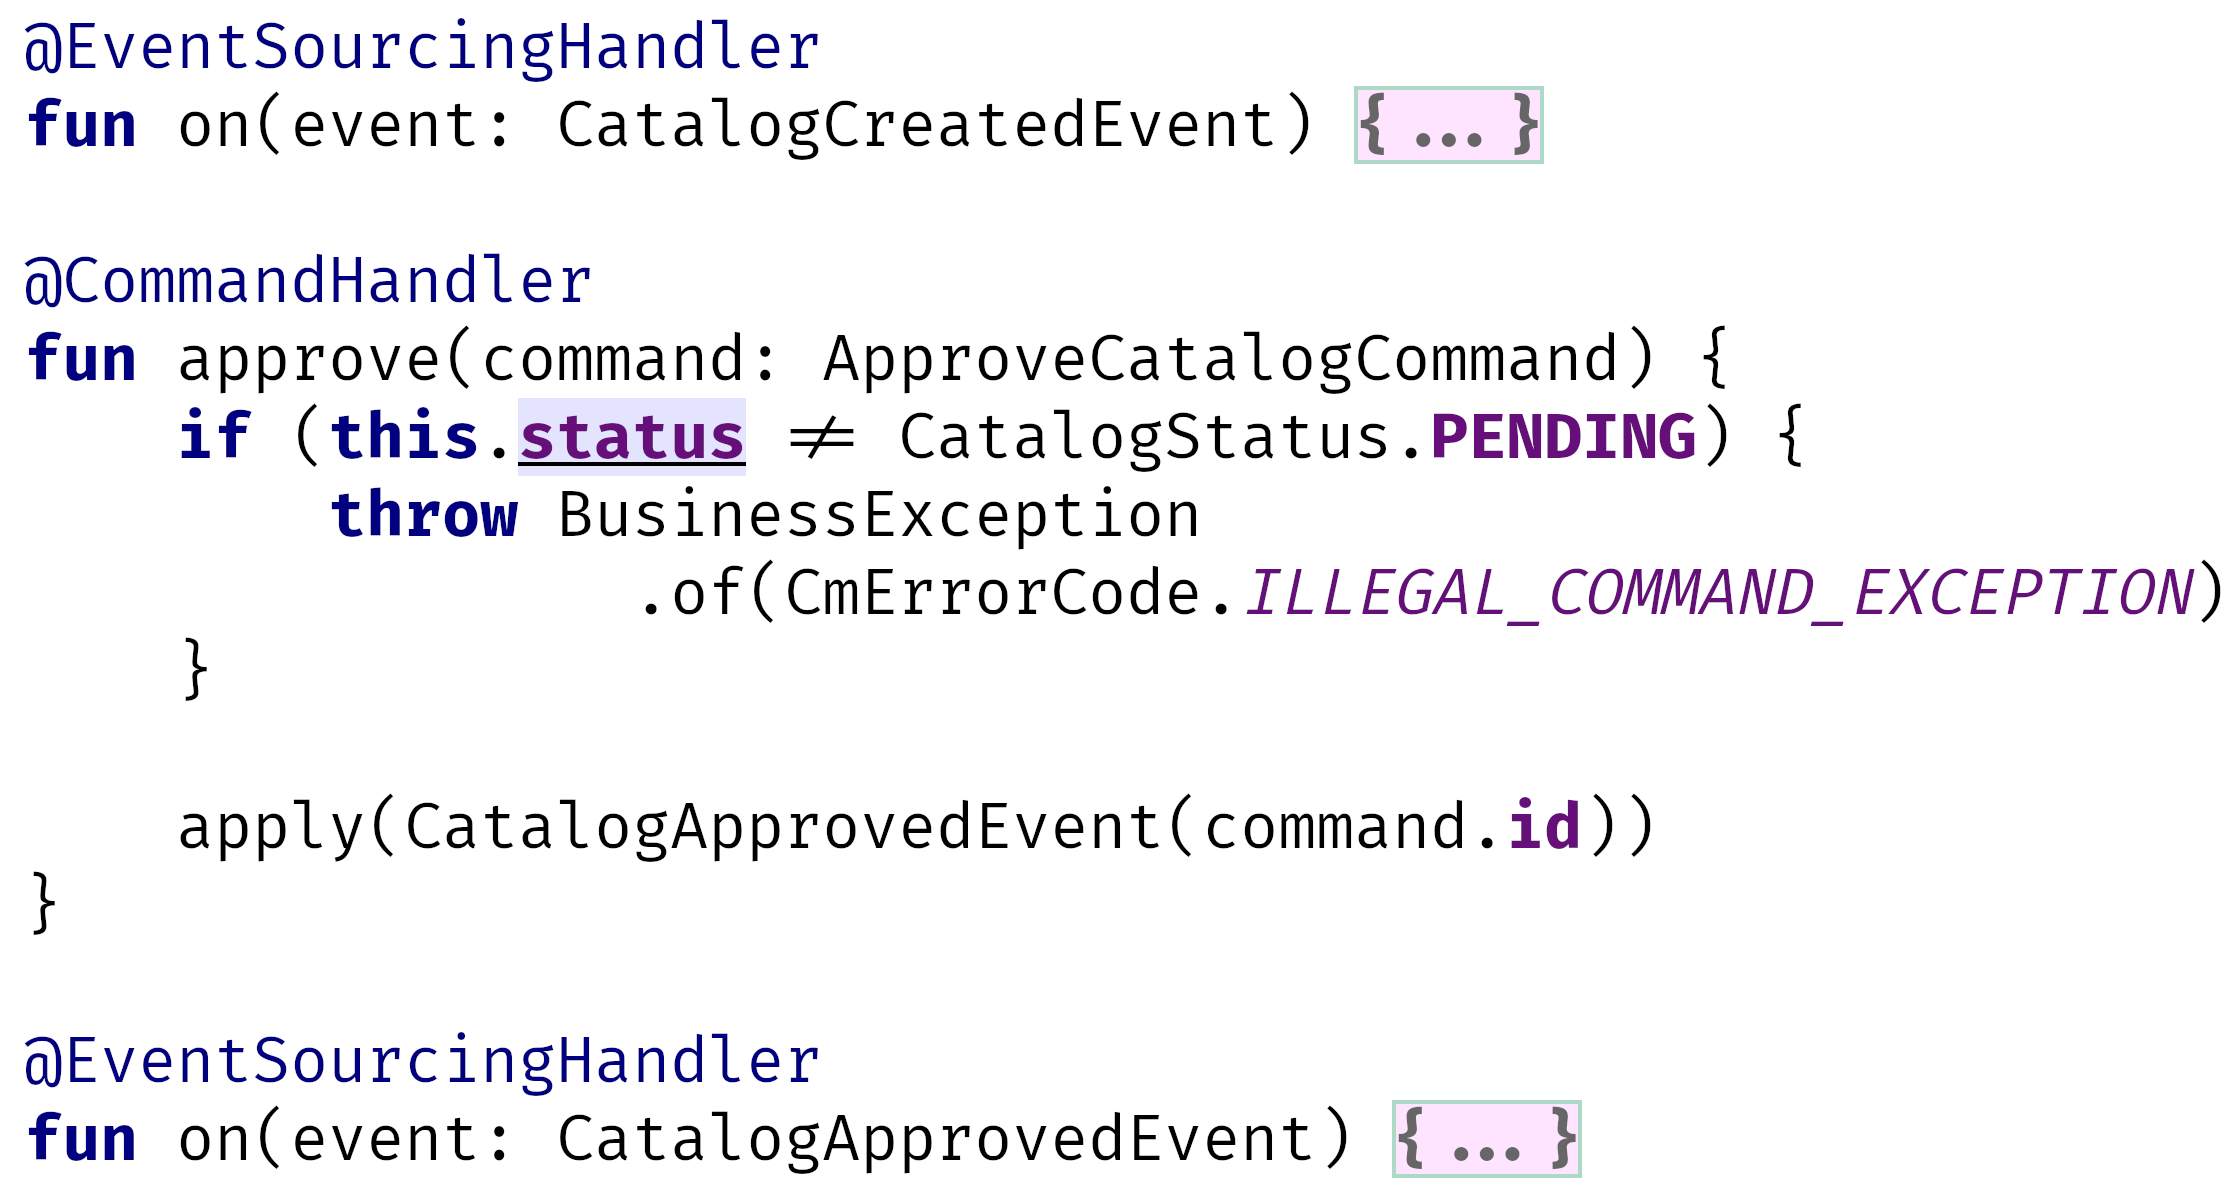 @EventSourcingHandler
fun on(event: CatalogCreatedEvent) {...}
@CommandHandler
fun approve(command: ApproveCatalogCommand) {
if (this.status ≠ CatalogStatus.PENDING) {
throw BusinessException
.of(CmErrorCode.ILLEGAL_COMMAND_EXCEPTION)
}
apply(CatalogApprovedEvent(command.id))
}
@EventSourcingHandler
fun on(event: CatalogApprovedEvent) {...}